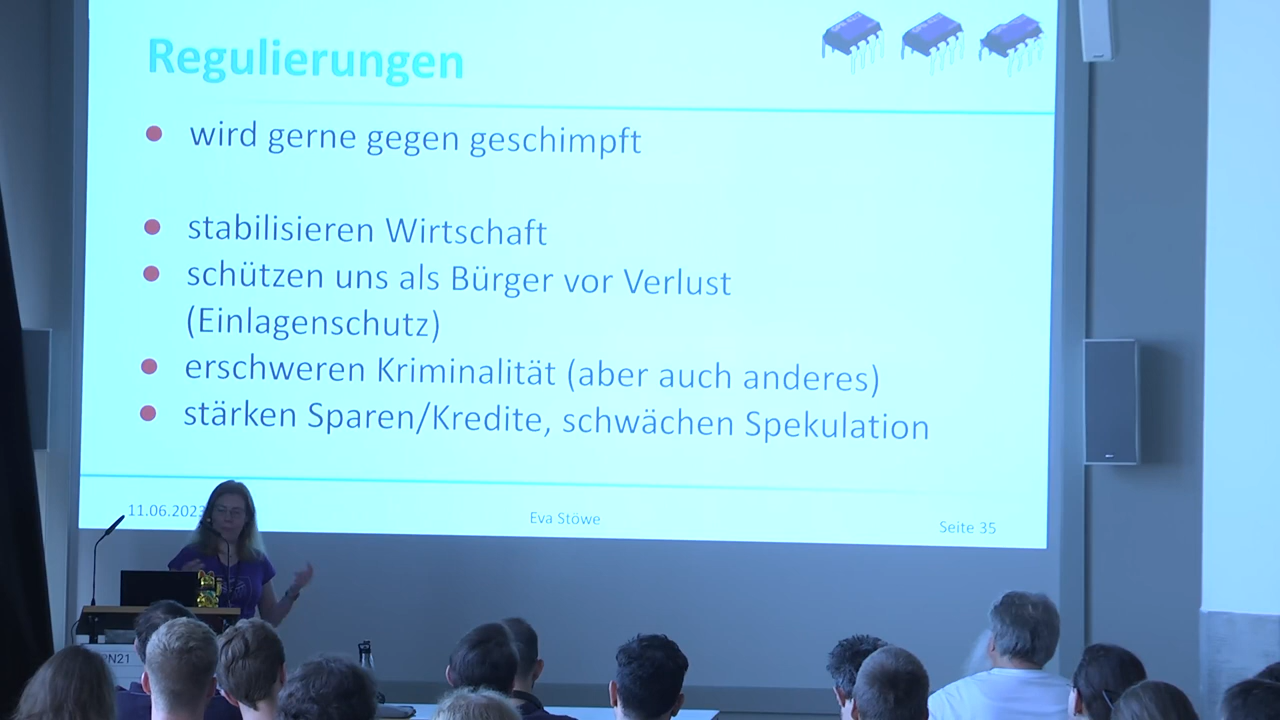 Regulierungen
wird gerne gegen geschimpft
stabilisieren Wirtschaft
schützen uns als Bürger vor Verlust
(Einlagenschutz)
erschweren Kriminalität (aber auch anderes)
stärken Sparen/Kredite, schwächen Spekulation
11.06.2023
Eva Stöwe
Seite 35